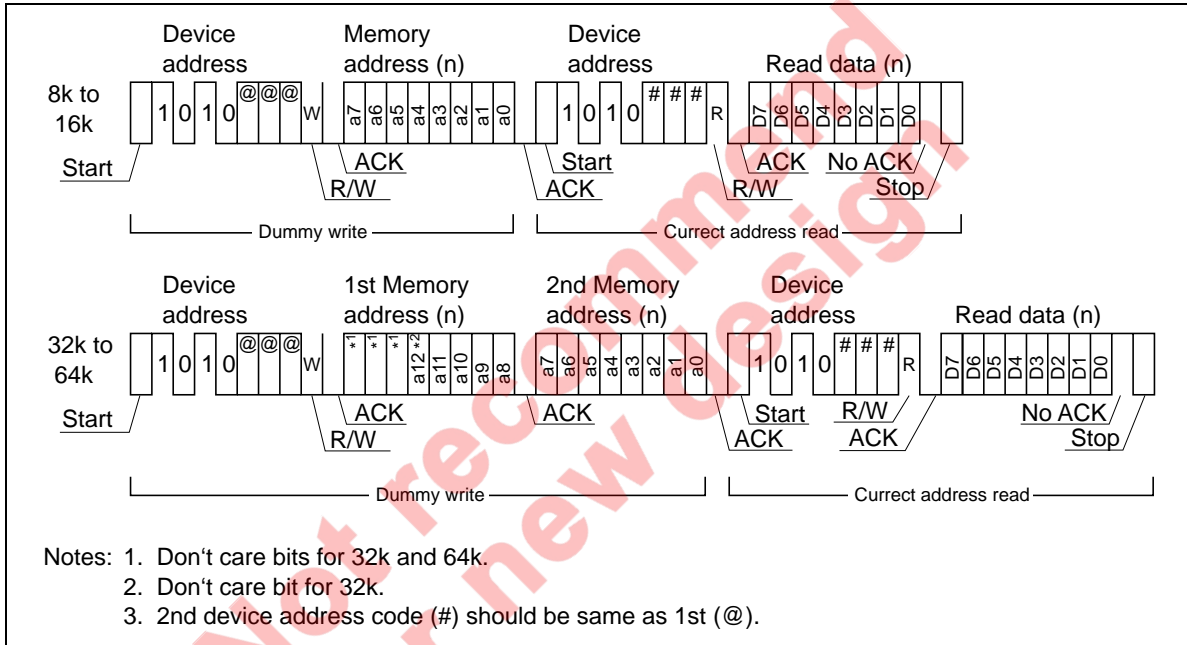 Device address Memory address (n) Device address Read data (n)
8k to 16k
1 0 1 0 @ @ @ W a7 a6 a5 a4 a3 a2 a1 a0 1 0 1 0 # # # R D7 D6 D5 D4 D3 D2 D1 D0
Start R/W ACK ACK Start R/W ACK No ACK Stop
Dummy write Currect address read
Device address 1st Memory address (n) 2nd Memory address (n) Device address Read data (n)
32k to 64k
1 0 1 0 @ @ @ W *1 *1 *1 a12*2 a11 a10 a9 a8 a7 a6 a5 a4 a3 a2 a1 a0 1 0 1 0 # # # R D7 D6 D5 D4 D3 D2 D1 D0
Start R/W ACK ACK ACK Start R/W ACK No ACK Stop
Dummy write Currect address read
Notes: 1. Don't care bits for 32k and 64k.
2. Don't care bit for 32k.
3. 2nd device address code (#) should be same as 1st (@).
Not recommend
new design